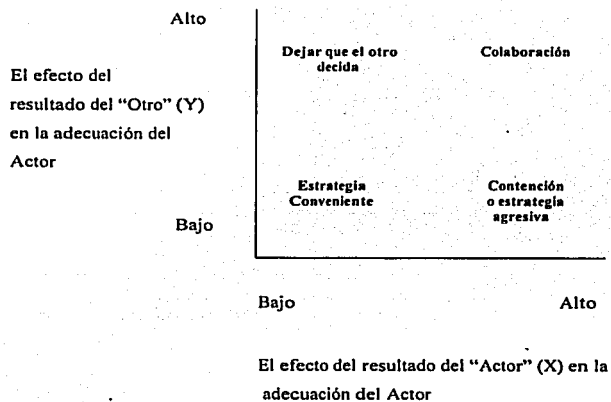 Alto
Dejar que el otro
decida
Colaboración
El efecto del
resultado del “Otro” (Y)
en la adecuación del
Actor
Estrategia
Conveniente
Contención
o estrategia
agresiva
Bajo
Bajo
Alto
El efecto del resultado del “Actor” (X) en la
adecuación del Actor